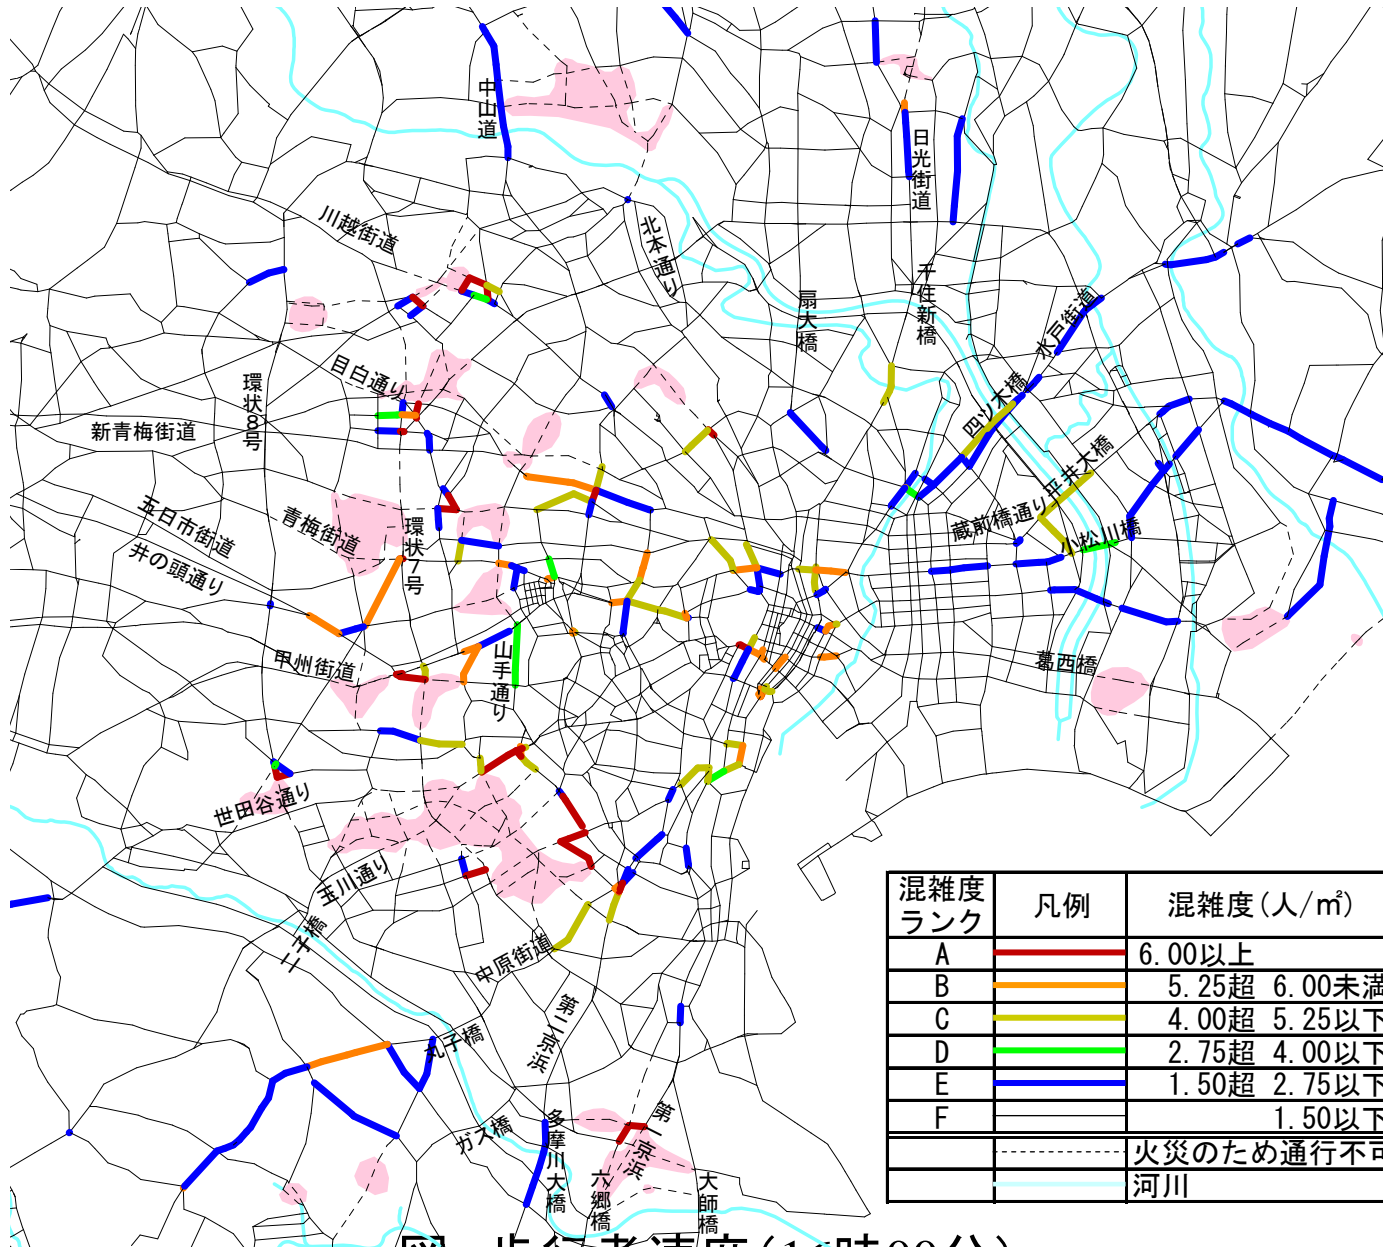 中山道
日光街道
川越街道
北本通り
千住新橋
扇大橋
水戸街道
目白通り
環状8号
四ツ木橋
新青梅街道
平井大橋
五日市街道
青梅街道
環状7号
蔵前橋通り
小松川橋
井の頭通り
甲州街道
山手通り
葛西橋
世田谷通り
玉川通り
二子橋
中原街道
第二京浜
丸子橋
ガス橋
多摩川大橋
六郷橋
第一京浜
大師橋
混雑度ランク 凡例 混雑度(人/㎡)
A 6.00以上
B 5.25超 6.00未満
C 4.00超 5.25以下
D 2.75超 4.00以下
E 1.50超 2.75以下
F 1.50以下
火災のため通行不可
河川